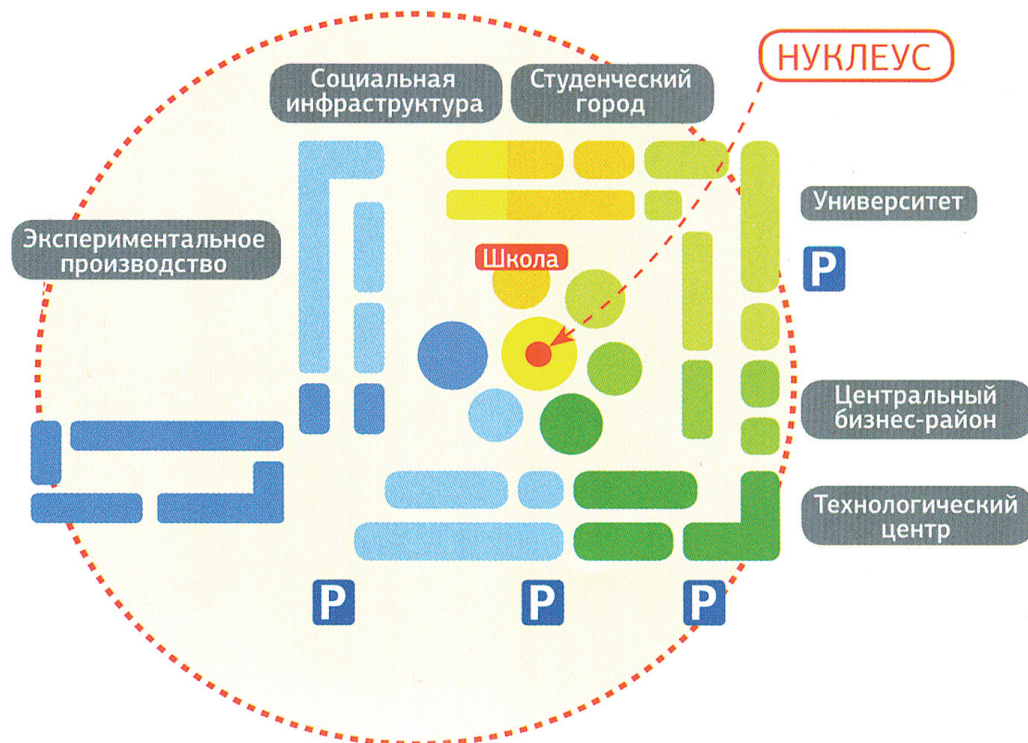 НУКЛЕУС
Социальная
инфраструктура
Студенческий
город
Университет
P
Экспериментальное
производство
Школа
Центральный
бизнес-район
Технологический
центр
P
P
P